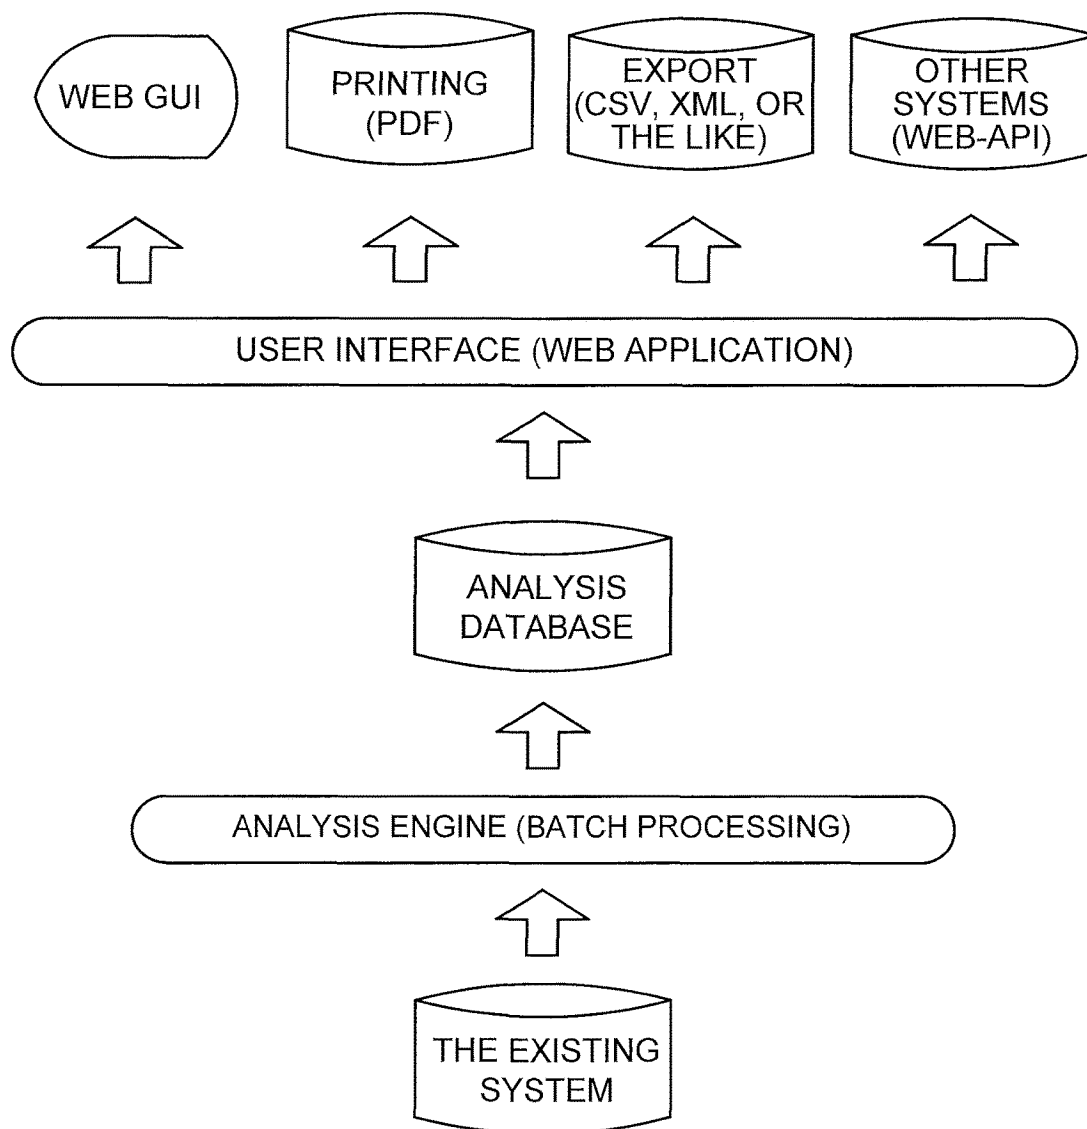 WEB GUI
PRINTING
(PDF)
EXPORT
(CSV, XML, OR
THE LIKE)
OTHER
SYSTEMS
(WEB-API)
USER INTERFACE (WEB APPLICATION)
ANALYSIS
DATABASE
ANALYSIS ENGINE (BATCH PROCESSING)
THE EXISTING
SYSTEM